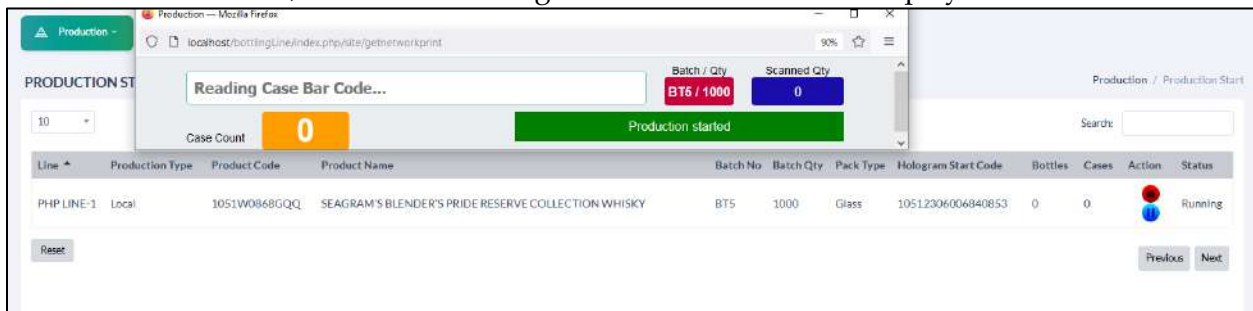 Production
Production — Mozilla Firefox
localhost/bottlingLine/index.php/site/getnetworkprint
90%
Reading Case Bar Code...
Batch / Qty
BT5 / 1000
Scanned Qty
0
Case Count
0
Production started
PRODUCTION ST
Production / Production Start
10
Search:
Line Production Type Product Code Product Name Batch No Batch Qty Pack Type Hologram Start Code Bottles Cases Action Status
PHP LINE-1 Local 1051W0868GQQ SEAGRAM'S BLENDER'S PRIDE RESERVE COLLECTION WHISKY BT5 1000 Glass 10512306006840853 0 0 Running
Reset
Previous Next